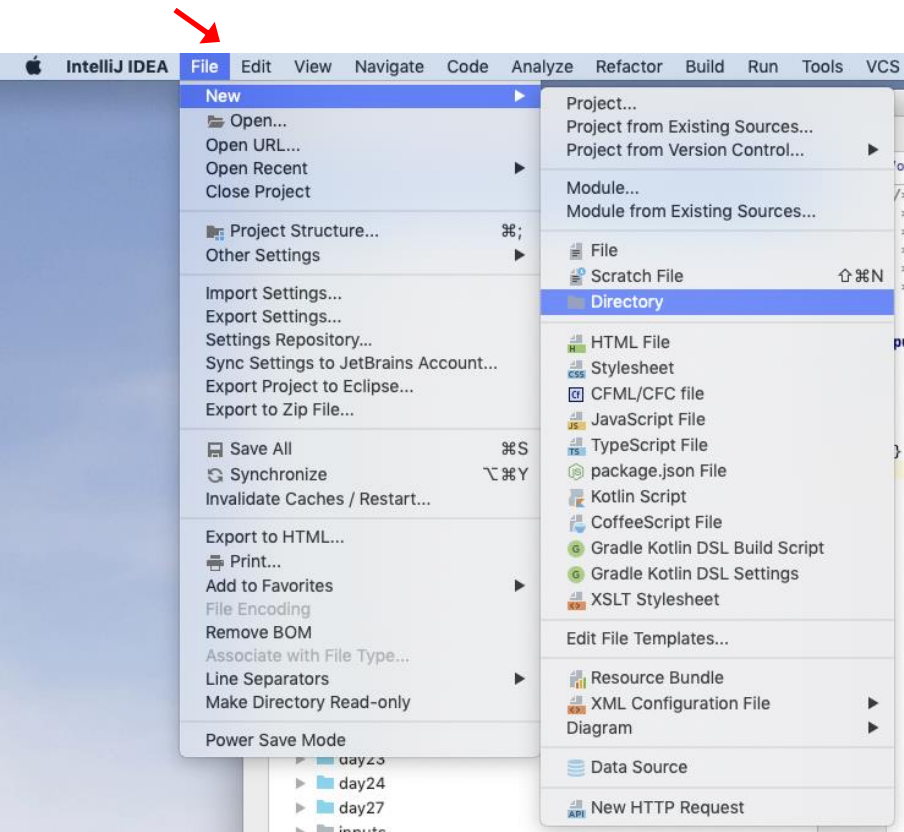 IntelliJ IDEA File Edit View Navigate Code Analyze Refactor Build Run Tools VCS
New
Open...
Open URL...
Open Recent
Close Project
Project Structure... ⌘;
Other Settings
Import Settings...
Export Settings...
Settings Repository...
Sync Settings to JetBrains Account...
Export Project to Eclipse...
Export to Zip File...
Save All ⌘S
Synchronize ⌥⌘Y
Invalidate Caches / Restart...
Export to HTML...
Print...
Add to Favorites
File Encoding
Remove BOM
Associate with File Type...
Line Separators
Make Directory Read-only
Power Save Mode
Project...
Project from Existing Sources...
Project from Version Control...
Module...
Module from Existing Sources...
File
Scratch File ⇧⌘N
Directory
HTML File
Stylesheet
CFML/CFC file
JavaScript File
TypeScript File
package.json File
Kotlin Script
CoffeeScript File
Gradle Kotlin DSL Build Script
Gradle Kotlin DSL Settings
XSLT Stylesheet
Edit File Templates...
Resource Bundle
XML Configuration File
Diagram
Data Source
New HTTP Request
day23
day24
day27
inputs